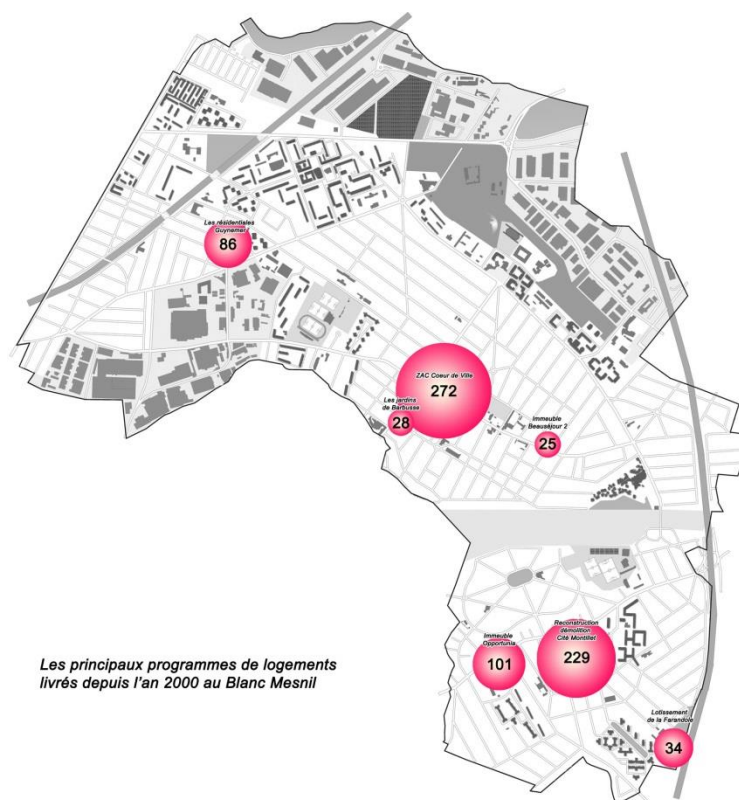 Les résidentiales
Guynemer
86
ZAC Coeur de Ville
272
Les jardins
de Barbusse
28
Immeuble
Beauséjour 2
25
Immeuble
Opportunia
101
Reconstruction
démolition
Cité Montillet
229
Lotissement
de la Farandole
34
Les principaux programmes de logements
livrés depuis l'an 2000 au Blanc Mesnil